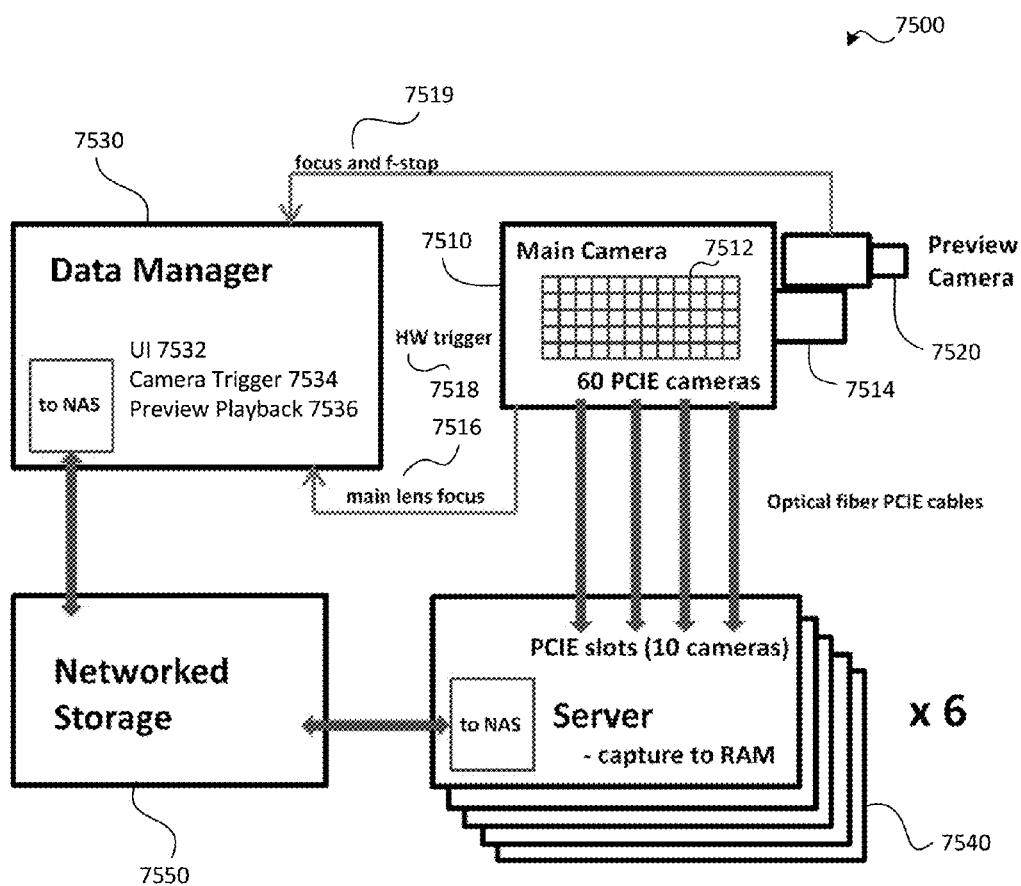 7500
7519
7530
focus and f-stop
7510
Main Camera
7512
Preview
Camera
Data Manager
HW trigger
7520
UI 7532
Camera Trigger 7534
Preview Playback 7536
to NAS
60 PCIE cameras
7518
7514
7516
main lens focus
Optical fiber PCIE cables
PCIE slots (10 cameras)
Networked
Storage
to NAS
Server
- capture to RAM
x 6
7540
7550